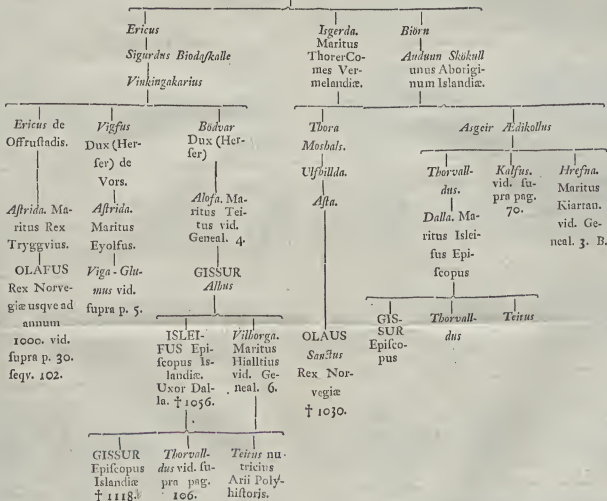 Ericus
Sigurdus Biodaſkalle
Vinkingakarius
Isgerda.
Maritus
ThorerCo-
mes Ver-
melandiæ.
Biörn
Audunn Skökull
unus Aborigi-
num Islandiæ.
Ericus de
Offruſtadis.
Aſtrida. Ma-
ritus Rex
Tryggvius.
OLAFUS
Rex Norve-
giæ usqve ad
annum
1000. vid.
ſupra p. 30.
ſeqv. 102.
Vigfus
Dux (Her-
ſer) de
Vors.
Aſtrida.
Maritus
Eyolfus.
Viga-Glu-
mus vid.
ſupra p. 5.
Bödvar
Dux (Her-
ſer)
Alofa. Ma-
ritus Tei-
tus vid.
Geneal. 4.
GISSUR
Albus
ISLEI-
FUS Epi-
ſcopus Is-
landiæ.
Uxor Dal-
la. † 1056.
Vilborga.
Maritus
Hialltius
vid. Ge-
neal. 6.
GISSUR
Epiſcopus
Islandiæ
† 1118.
Thorvall-
dus vid. ſu-
pra pag.
106.
Teitus nu-
tricius
Arii Poly-
hiſtoris.
Thora
Moshals.
Ulfhillda.
Aſta.
OLAUS
Sanctus
Rex Nor-
vegiæ
† 1030.
Asgeir Ædikollus
Thorvall-
dus.
Dalla. Ma-
ritus Islei-
fus Epi-
ſcopus
Kalfus.
vid. ſu-
pra pag.
70.
Hrefna.
Maritus
Kiartan.
vid. Ge-
neal. 3. B.
GIS-
SUR
Epiſco-
pus
Thorvall-
dus
Teitus